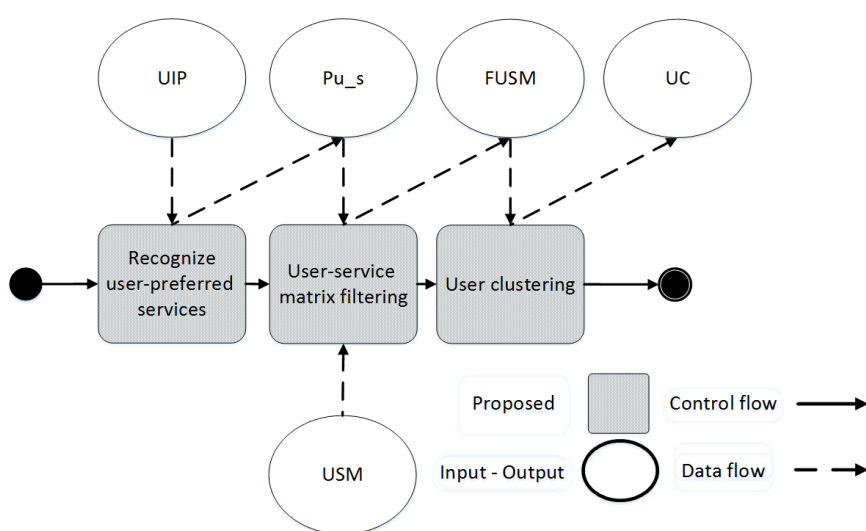 UIP
Pu_s
FUSM
UC
Recognize
user-preferred
services
User-service
matrix filtering
User clustering
USM
Proposed
Control flow
Input - Output
Data flow